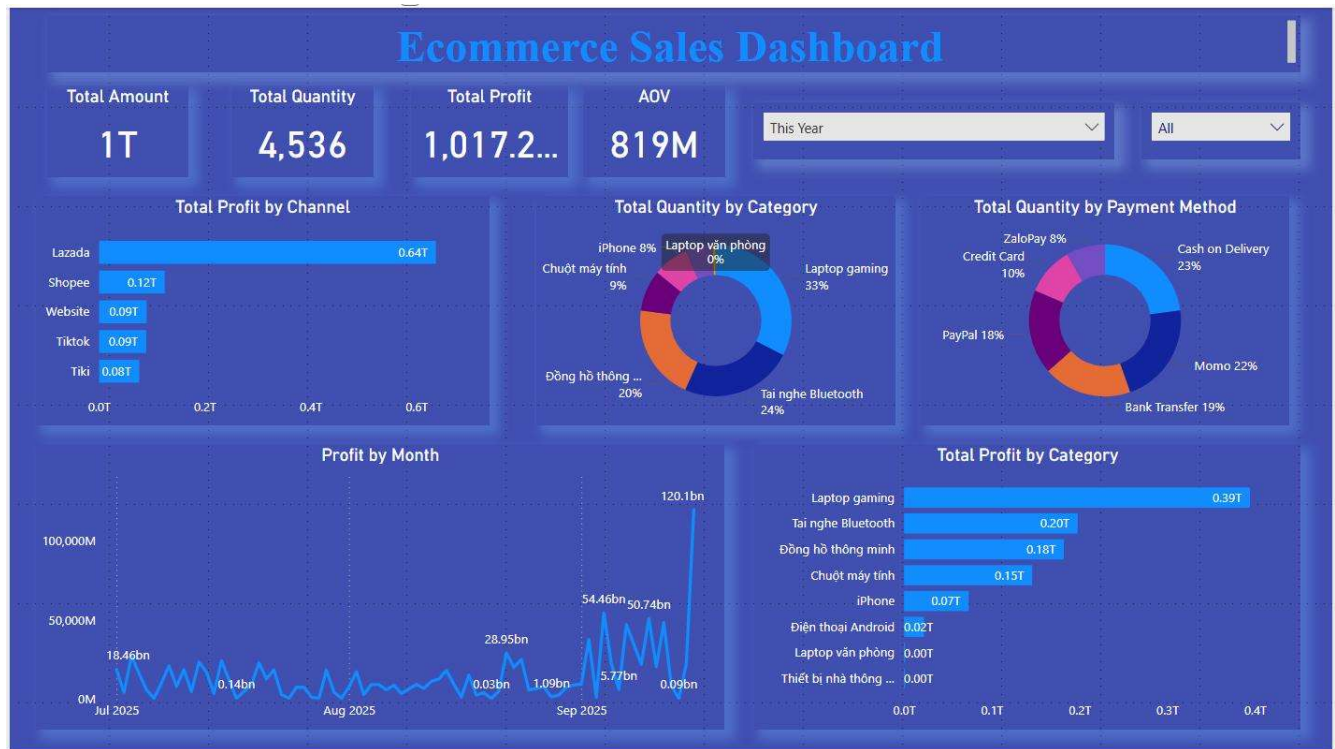 Ecommerce Sales Dashboard
Total Amount
1T
Total Quantity
4,536
Total Profit
1,017.2...
AOV
819M
This Year
All
Total Profit by Channel
Lazada
0.64T
Shopee
0.12T
Website
0.09T
Tiktok
0.09T
Tiki
0.08T
0.0T
0.2T
0.4T
0.6T
Total Quantity by Category
iPhone 8%
Laptop văn phòng
0%
Chuột máy tính
9%
Laptop gaming
33%
Đồng hồ thông ...
20%
Tai nghe Bluetooth
24%
Total Quantity by Payment Method
ZaloPay 8%
Credit Card
10%
Cash on Delivery
23%
PayPal 18%
Momo 22%
Bank Transfer 19%
Profit by Month
100,000M
50,000M
0M
18.46bn
0.14bn
28.95bn
0.03bn
1.09bn
54.46bn
5.77bn
50.74bn
0.09bn
120.1bn
Jul 2025
Aug 2025
Sep 2025
Total Profit by Category
Laptop gaming
0.39T
Tai nghe Bluetooth
0.20T
Đồng hồ thông minh
0.18T
Chuột máy tính
0.15T
iPhone
0.07T
Điện thoại Android
0.02T
Laptop văn phòng
0.00T
Thiết bị nhà thông ...
0.00T
0.0T
0.1T
0.2T
0.3T
0.4T